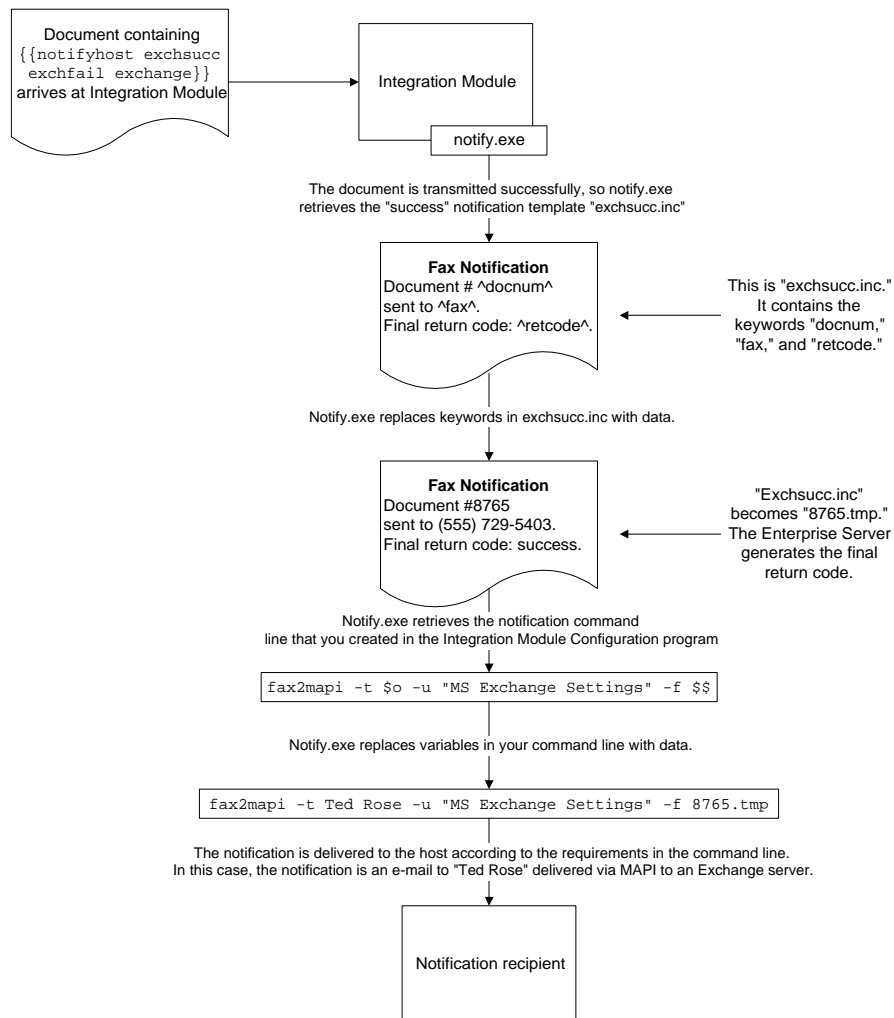 Document containing
{{notifyhost exchsucc
exchfail exchange}}
arrives at Integration Module
Integration Module
notify.exe
The document is transmitted successfully, so notify.exe
retrieves the "success" notification template "exchsucc.inc"
Fax Notification
Document # ^docnum^
sent to ^fax^.
Final return code: ^retcode^.
This is "exchsucc.inc."
It contains the
keywords "docnum,"
"fax," and "retcode."
Notify.exe replaces keywords in exchsucc.inc with data.
Fax Notification
Document #8765
sent to (555) 729-5403.
Final return code: success.
"Exchsucc.inc"
becomes "8765.tmp."
The Enterprise Server
generates the final
return code.
Notify.exe retrieves the notification command
line that you created in the Integration Module Configuration program
fax2mapi -t $o -u "MS Exchange Settings" -f $$
Notify.exe replaces variables in your command line with data.
fax2mapi -t Ted Rose -u "MS Exchange Settings" -f 8765.tmp
The notification is delivered to the host according to the requirements in the command line.
In this case, the notification is an e-mail to "Ted Rose" delivered via MAPI to an Exchange server.
Notification recipient